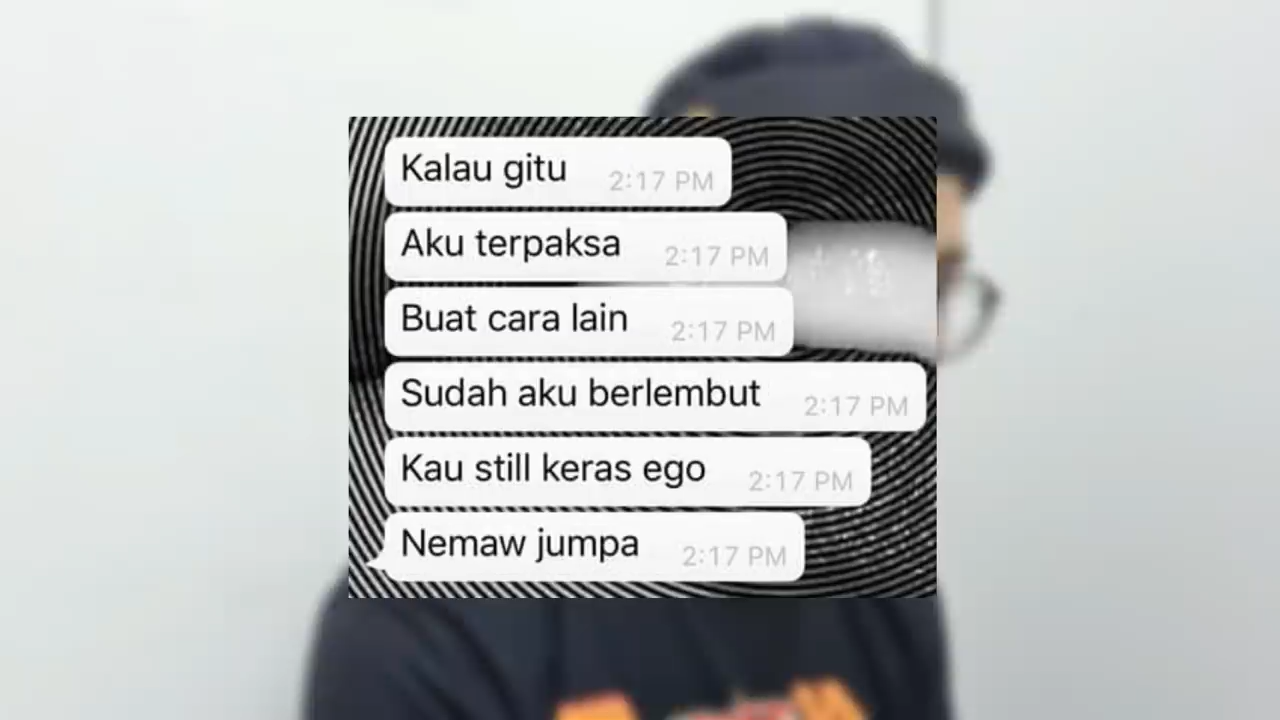 Kalau gitu 2:17 PM
Aku terpaksa 2:17 PM
Buat cara lain 2:17 PM
Sudah aku berlembut 2:17 PM
Kau still keras ego 2:17 PM
Nemaw jumpa 2:17 PM